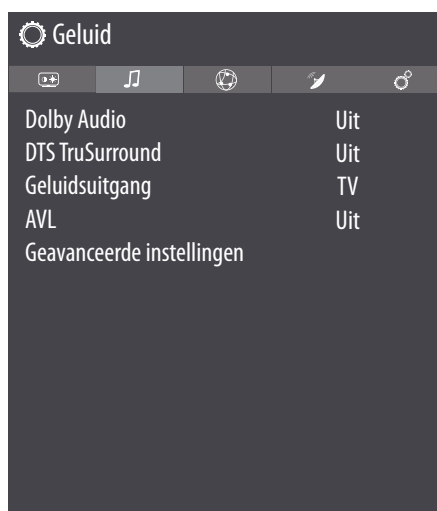 Geluid
Dolby Audio Uit
DTS TruSurround Uit
Geluidsuitgang TV
AVL Uit
Geavanceerde instellingen